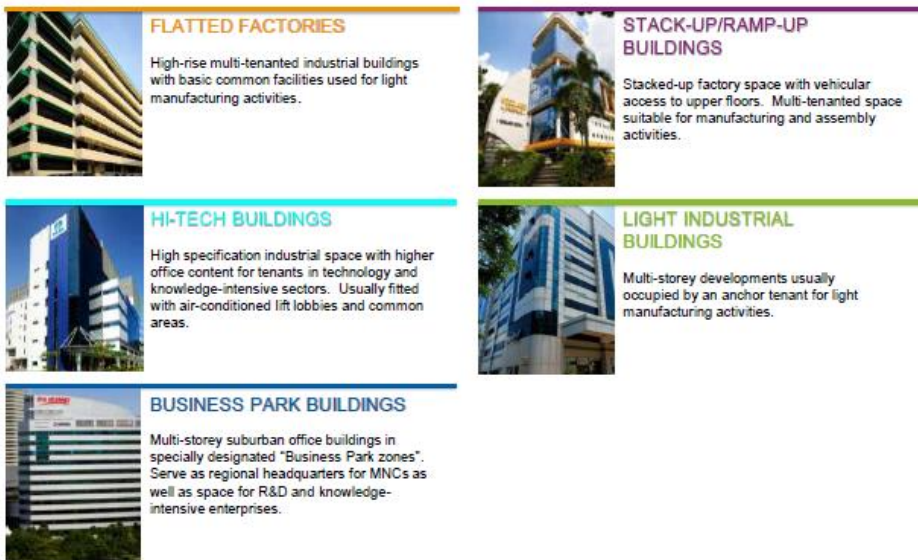 FLATTED FACTORIES
High-rise multi-tenanted industrial buildings
with basic common facilities used for light
manufacturing activities.
STACK-UP/RAMP-UP
BUILDINGS
Stacked-up factory space with vehicular
access to upper floors. Multi-tenanted space
suitable for manufacturing and assembly
activities.
HI-TECH BUILDINGS
High specification industrial space with higher
office content for tenants in technology and
knowledge-intensive sectors. Usually fitted
with air-conditioned lift lobbies and common
areas.
LIGHT INDUSTRIAL
BUILDINGS
Multi-storey developments usually
occupied by an anchor tenant for light
manufacturing activities.
BUSINESS PARK BUILDINGS
Multi-storey suburban office buildings in
specially designated "Business Park zones".
Serve as regional headquarters for MNCs as
well as space for R&D and knowledge-
intensive enterprises.